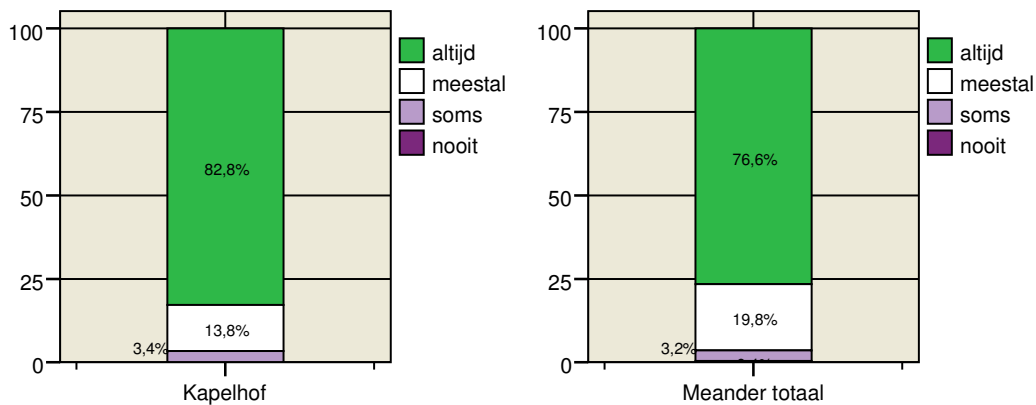 100
75
50
25
0
82,8%
13,8%
3,4%
Kapelhof
altijd
meestal
soms
nooit
100
75
50
25
0
76,6%
19,8%
3,2%
Meander totaal
altijd
meestal
soms
nooit